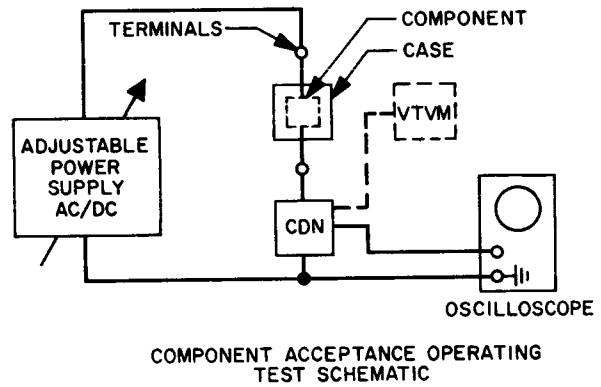 TERMINALS
COMPONENT
CASE
VTVM
ADJUSTABLE
POWER
SUPPLY
AC/DC
CDN
OSCILLOSCOPE
COMPONENT ACCEPTANCE OPERATING
TEST SCHEMATIC